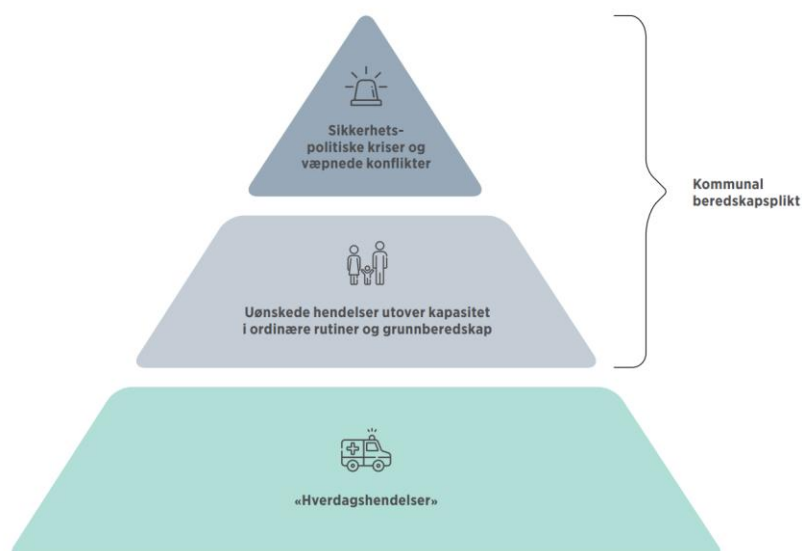 Sikkerhets-
politiske kriser og
væpnede konflikter
Kommunal
beredskapsplikt
Uønskede hendelser utover kapasitet
i ordinære rutiner og grunnberedskap
«Hverdagshendelser»